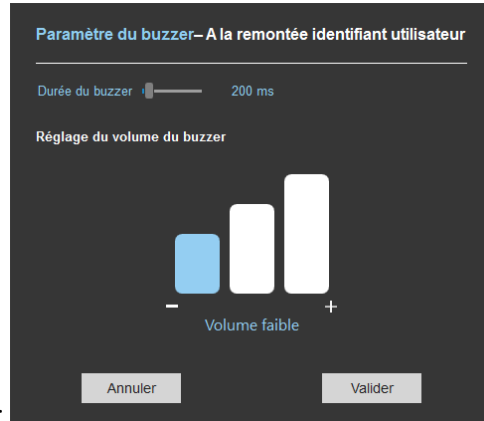 Paramètre du buzzer– A la remontée identifiant utilisateur
Durée du buzzer 200 ms
Réglage du volume du buzzer
– +
Volume faible
Annuler Valider